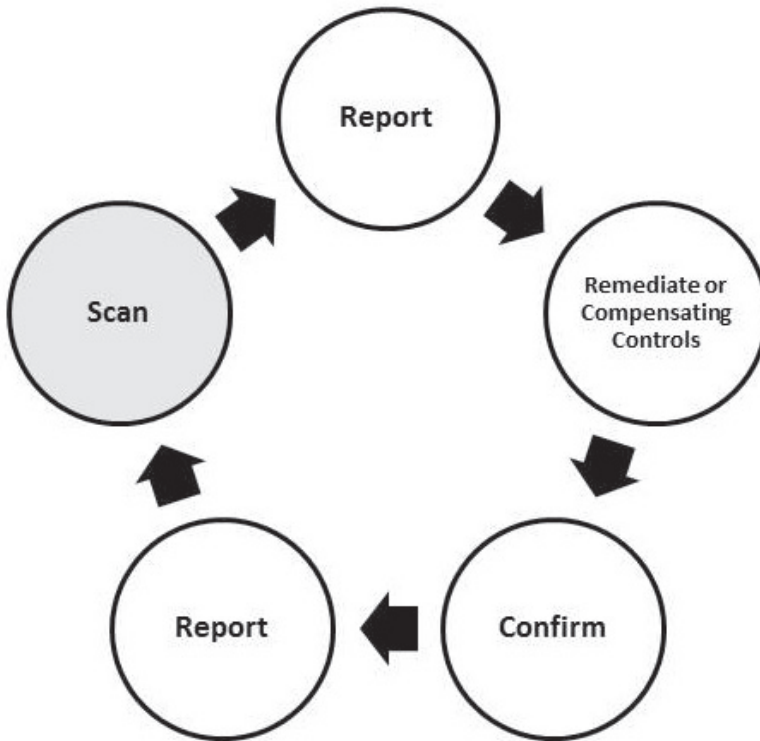 Report
Scan
Remediate or
Compensating
Controls
Report
Confirm